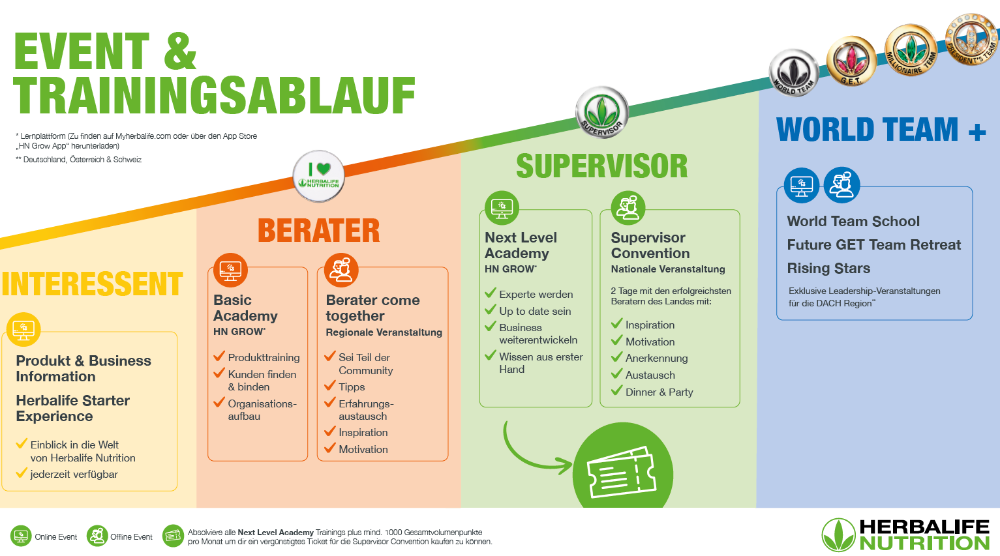 EVENT &
TRAININGSABLAUF
* Lernplattform (Zu finden auf Myherbalife.com oder über den App Store
„HN Grow App“ herunterladen)
** Deutschland, Österreich & Schweiz
INTERESSENT
Produkt & Business
Information
Herbalife Starter
Experience
Einblick in die Welt
von Herbalife Nutrition
jederzeit verfügbar
I
HERBALIFE
NUTRITION
BERATER
Basic
Academy
HN GROW*
Produkttraining
Kunden finden
& binden
Organisations-
aufbau
Berater come
together
Regionale Veranstaltung
Sei Teil der
Community
Tipps
Erfahrungs-
austausch
Inspiration
Motivation
SUPERVISOR
SUPERVISOR
Next Level
Academy
HN GROW*
Experte werden
Up to date sein
Business
weiterentwickeln
Wissen aus erster
Hand
Supervisor
Convention
Nationale Veranstaltung
2 Tage mit den erfolgreichsten
Beratern des Landes mit:
Inspiration
Motivation
Anerkennung
Austausch
Dinner & Party
WORLD TEAM
G.E.T.
MILLIONAIRE TEAM
PRESIDENT'S TEAM
WORLD TEAM +
World Team School
Future GET Team Retreat
Rising Stars
Exklusive Leadership-Veranstaltungen
für die DACH Region**
Online Event
Offline Event
Absolviere alle Next Level Academy Trainings plus mind. 1000 Gesamtvolumenpunkte
pro Monat um dir ein vergünstigtes Ticket für die Supervisor Convention kaufen zu können.
HERBALIFE
NUTRITION